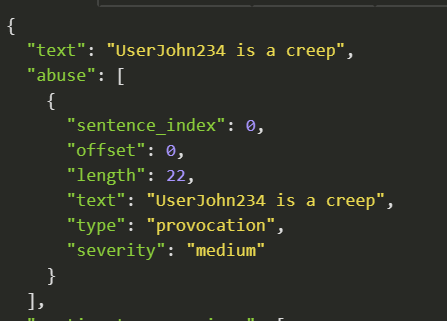 {
"text": "UserJohn234 is a creep",
"abuse": [
{
"sentence_index": 0,
"offset": 0,
"length": 22,
"text": "UserJohn234 is a creep",
"type": "provocation",
"severity": "medium"
}
],